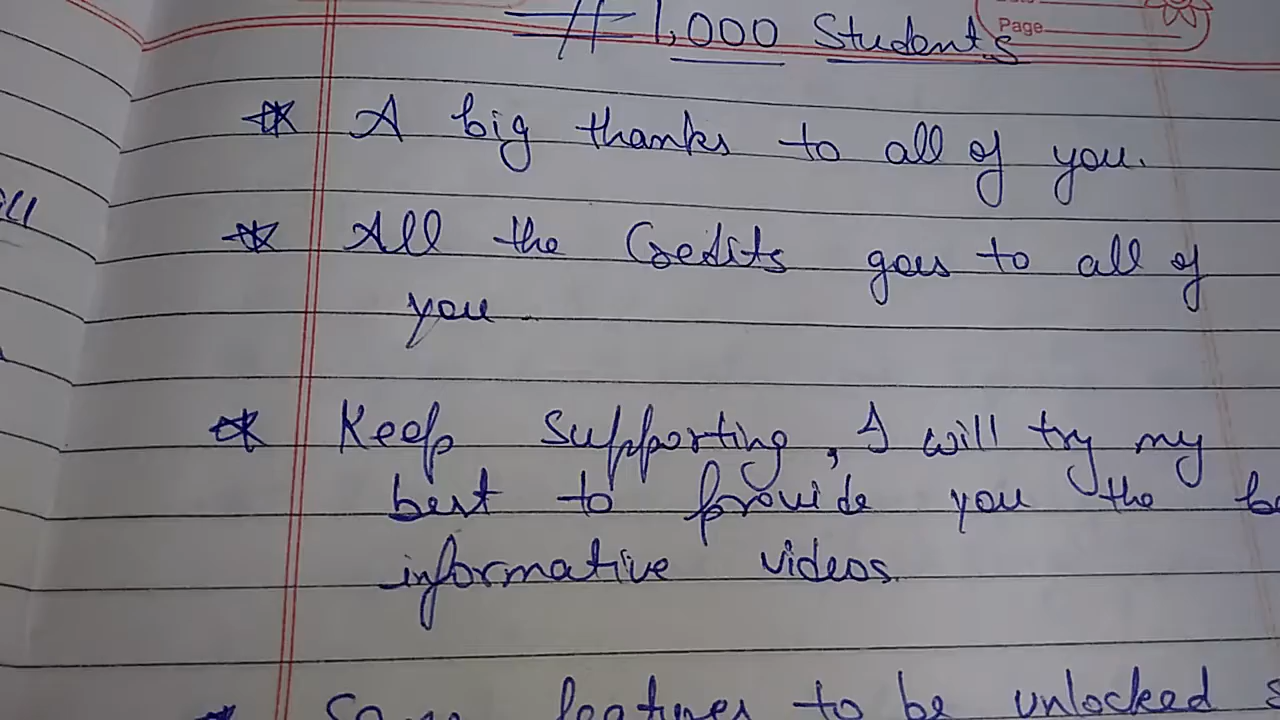 Page
# 1,000 Students
☆ A big thanks to all of you.
☆ All the Credits goes to all of
you
☆ Keep supporting, I will try my
best to provide you the
informative videos.
features to be unlocked